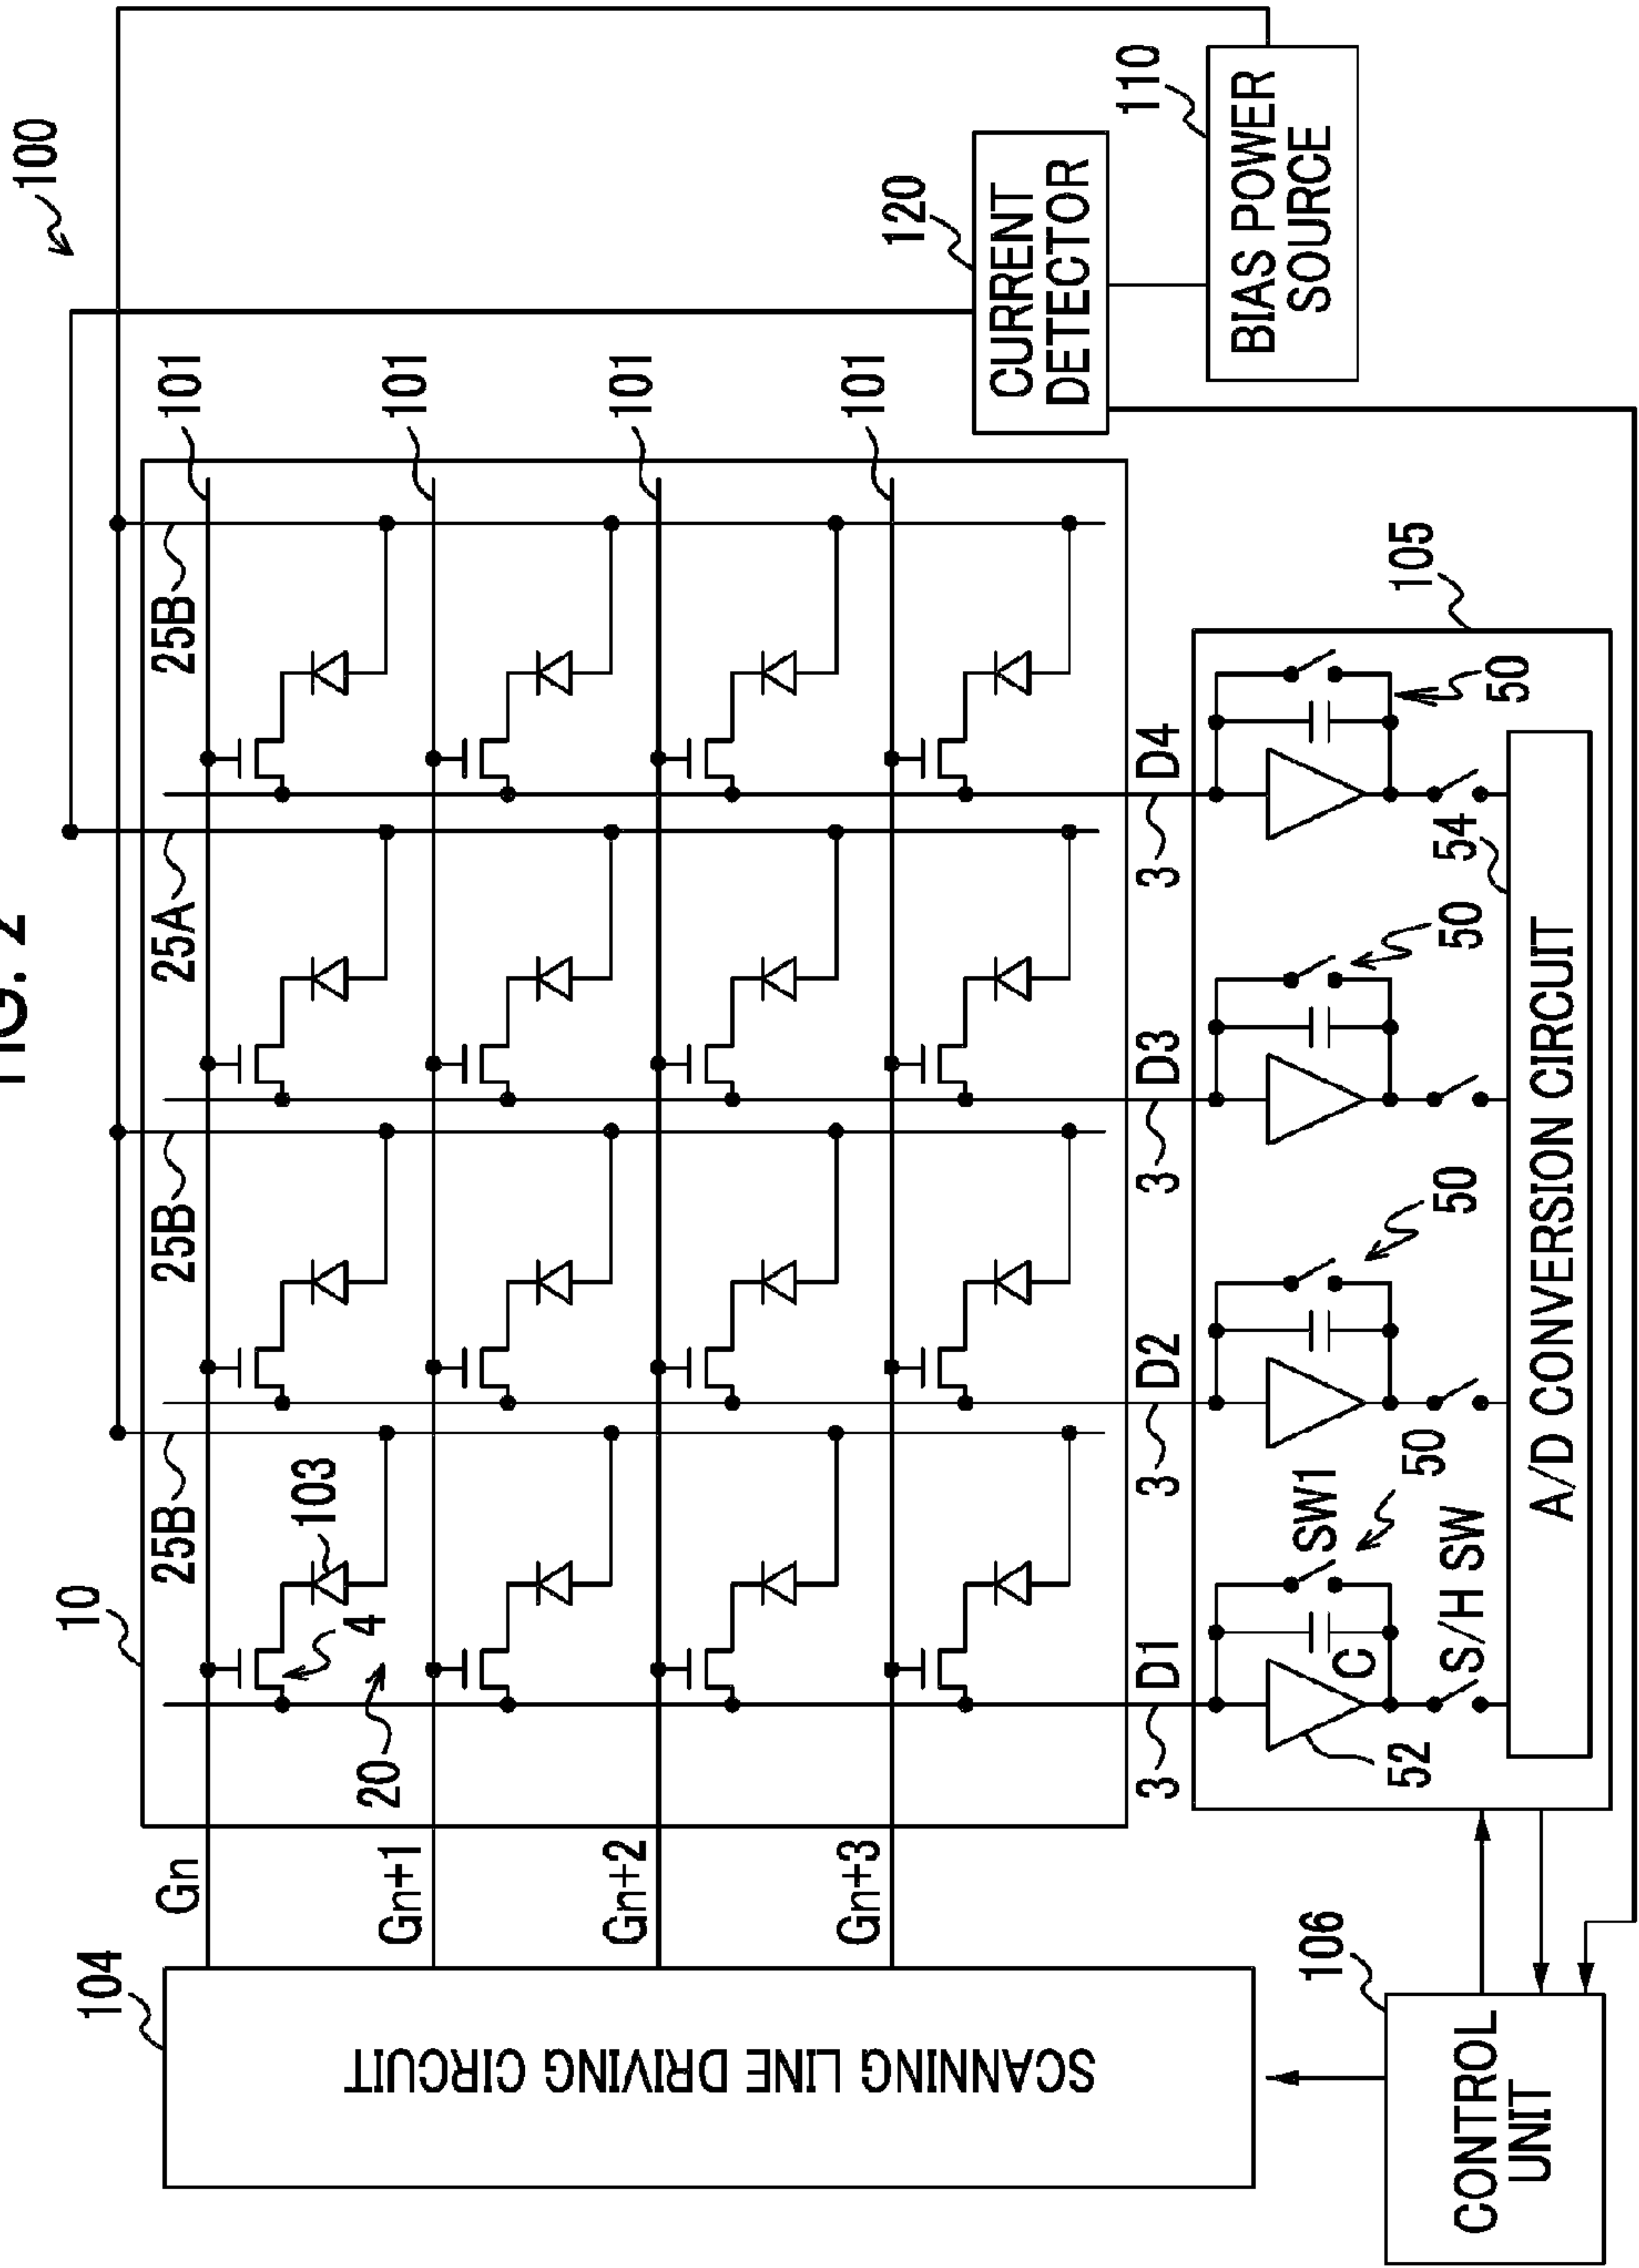 FIG. 2
100
10
25B
25B
25A
25B
101
101
101
101
104
Gn
Gn+1
Gn+2
Gn+3
SCANNING LINE DRIVING CIRCUIT
103
4
20
120
CURRENT
DETECTOR
110
BIAS POWER
SOURCE
3
D1
3
D2
3
D3
3
D4
105
52
C
SW1
50
50
50
50
S/H SW
54
A/D CONVERSION CIRCUIT
106
CONTROL
UNIT